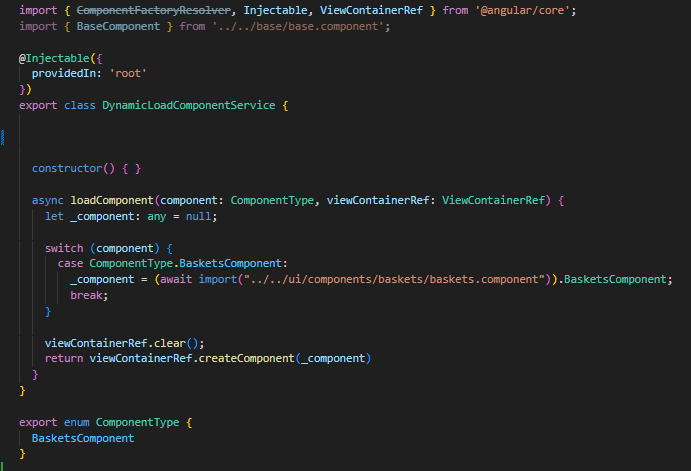 import { ComponentFactoryResolver, Injectable, ViewContainerRef } from '@angular/core';
import { BaseComponent } from '../../base/base.component';
@Injectable({
  providedIn: 'root'
})
export class DynamicLoadComponentService {
  constructor() { }
  async loadComponent(component: ComponentType, viewContainerRef: ViewContainerRef) {
    let _component: any = null;
    switch (component) {
      case ComponentType.BasketsComponent:
        _component = (await import("../../ui/components/baskets/baskets.component")).BasketsComponent;
        break;
    }
    viewContainerRef.clear();
    return viewContainerRef.createComponent(_component)
  }
}
export enum ComponentType {
  BasketsComponent
}